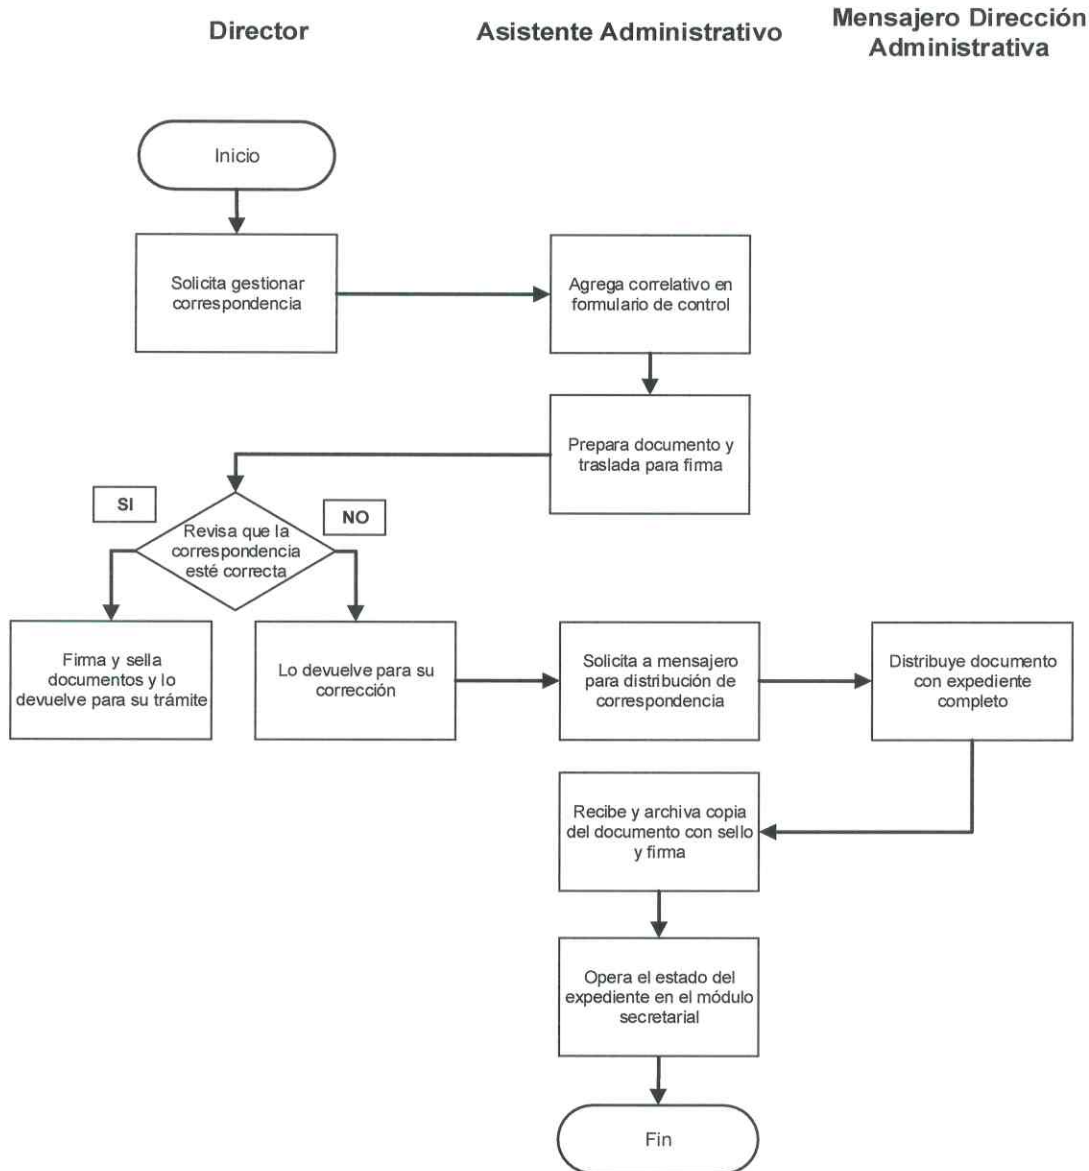 Director
Asistente Administrativo
Mensajero Dirección
Administrativa
Inicio
Solicita gestionar
correspondencia
Agrega correlativo en
formulario de control
Prepara documento y
traslada para firma
SI
NO
Revisa que la
correspondencia
esté correcta
Firma y sella
documentos y lo
devuelve para su trámite
Lo devuelve para su
corrección
Solicita a mensajero
para distribución de
correspondencia
Distribuye documento
con expediente
completo
Recibe y archiva copia
del documento con sello
y firma
Opera el estado del
expediente en el módulo
secretarial
Fin